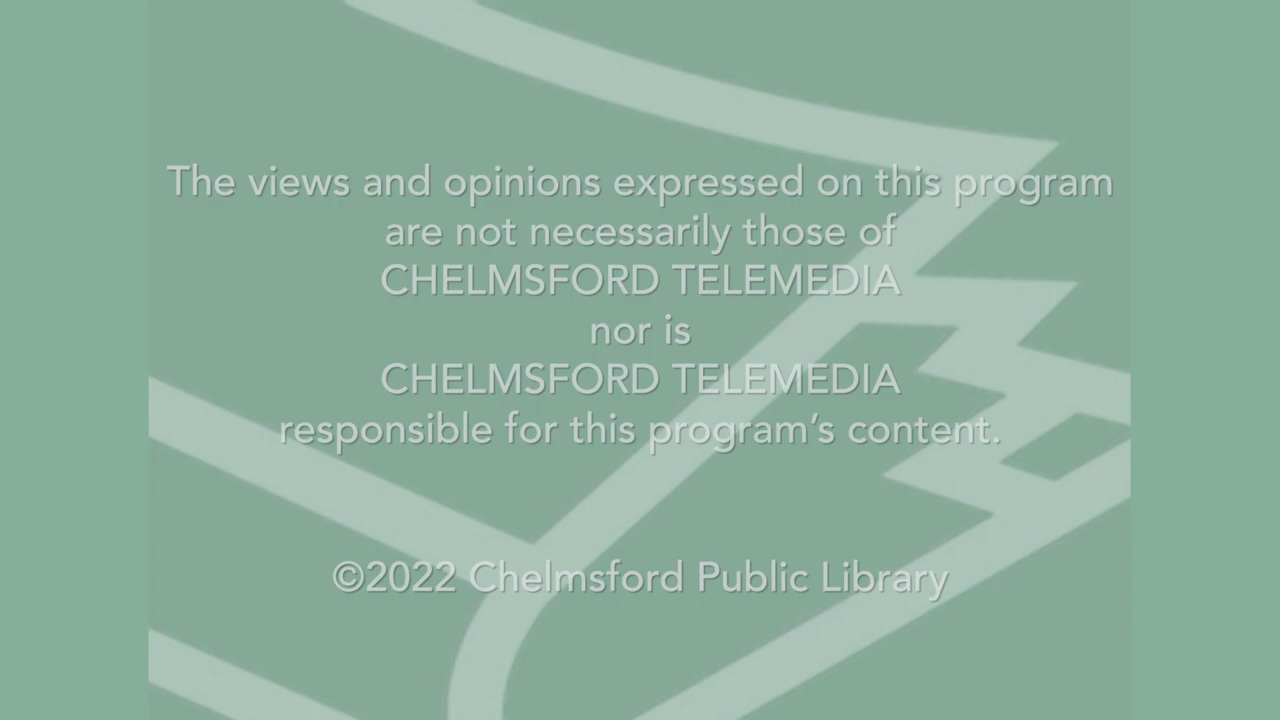 The views and opinions expressed on this program
are not necessarily those of
CHELMSFORD TELEMEDIA
nor is
CHELMSFORD TELEMEDIA
responsible for this program’s content.
©2022 Chelmsford Public Library